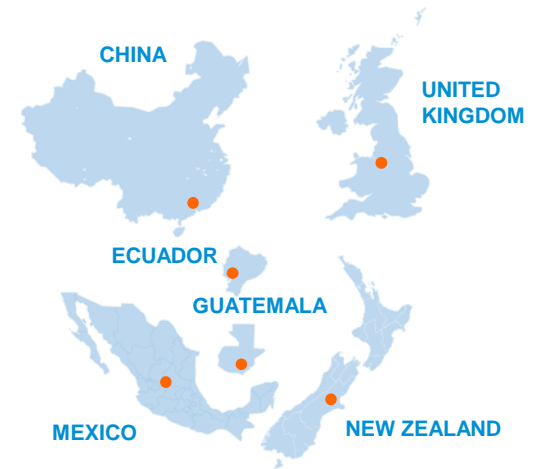 CHINA
UNITED
KINGDOM
ECUADOR
GUATEMALA
MEXICO
NEW ZEALAND